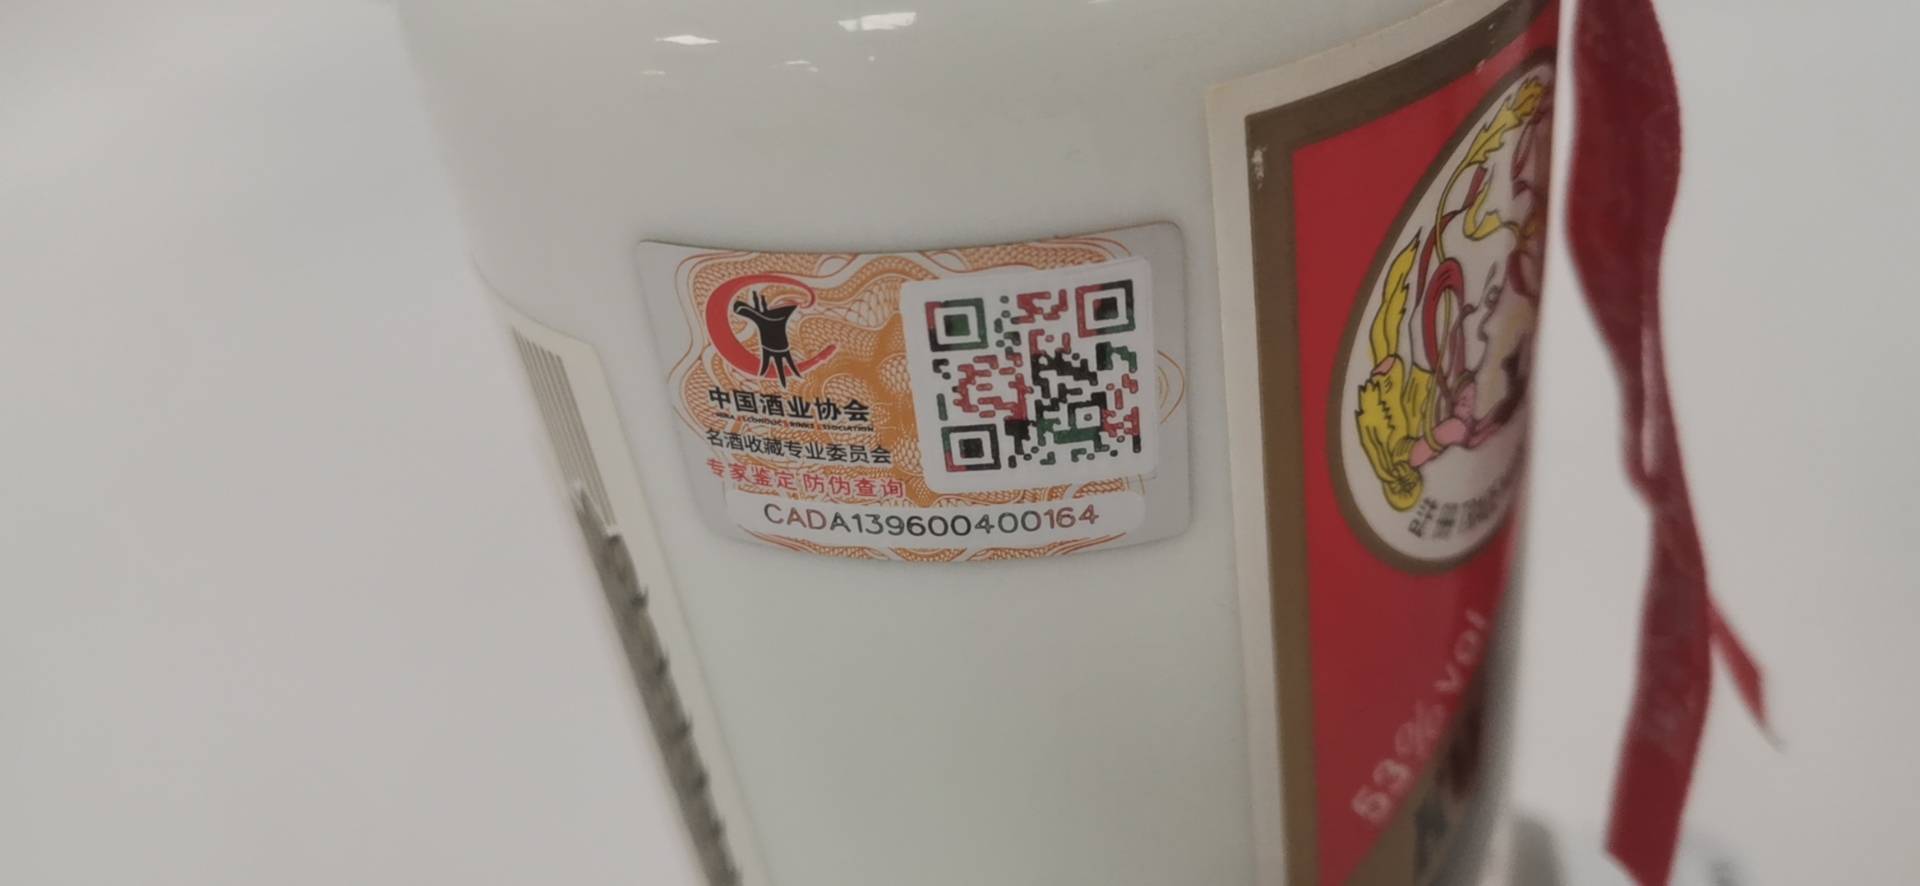 中国酒业协会
名酒收藏专业委员会
专家鉴定防伪查询
CADA139600400164
53%vol